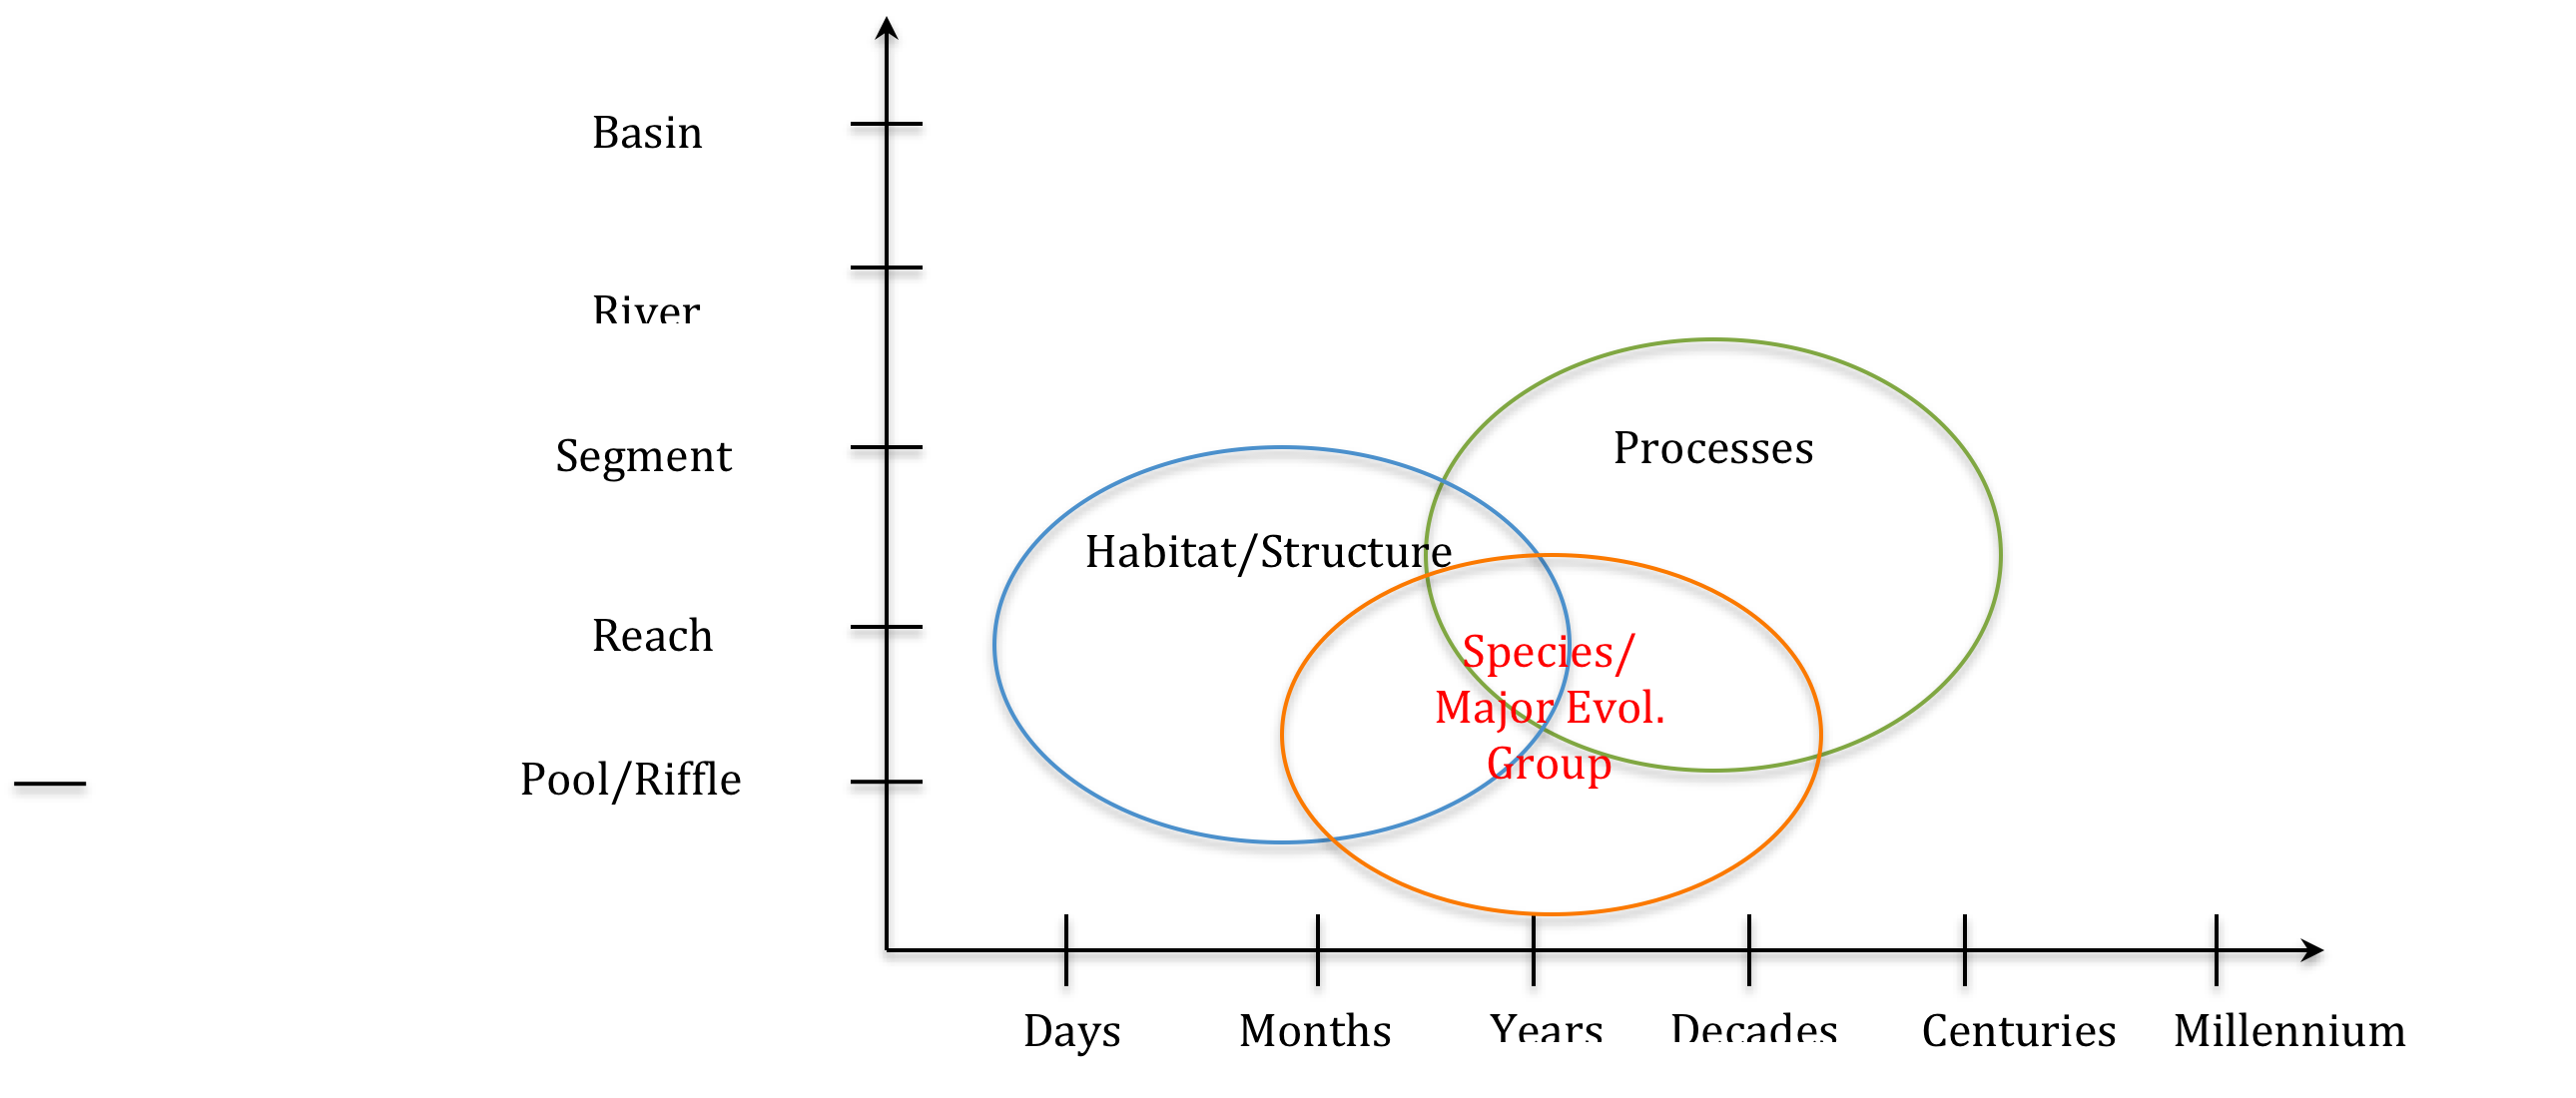 Basin
River
Segment
Processes
Habitat/Structure
Reach
Species/
Major Evol.
Group
Pool/Riffle
Days Months Years Decades Centuries Millennium